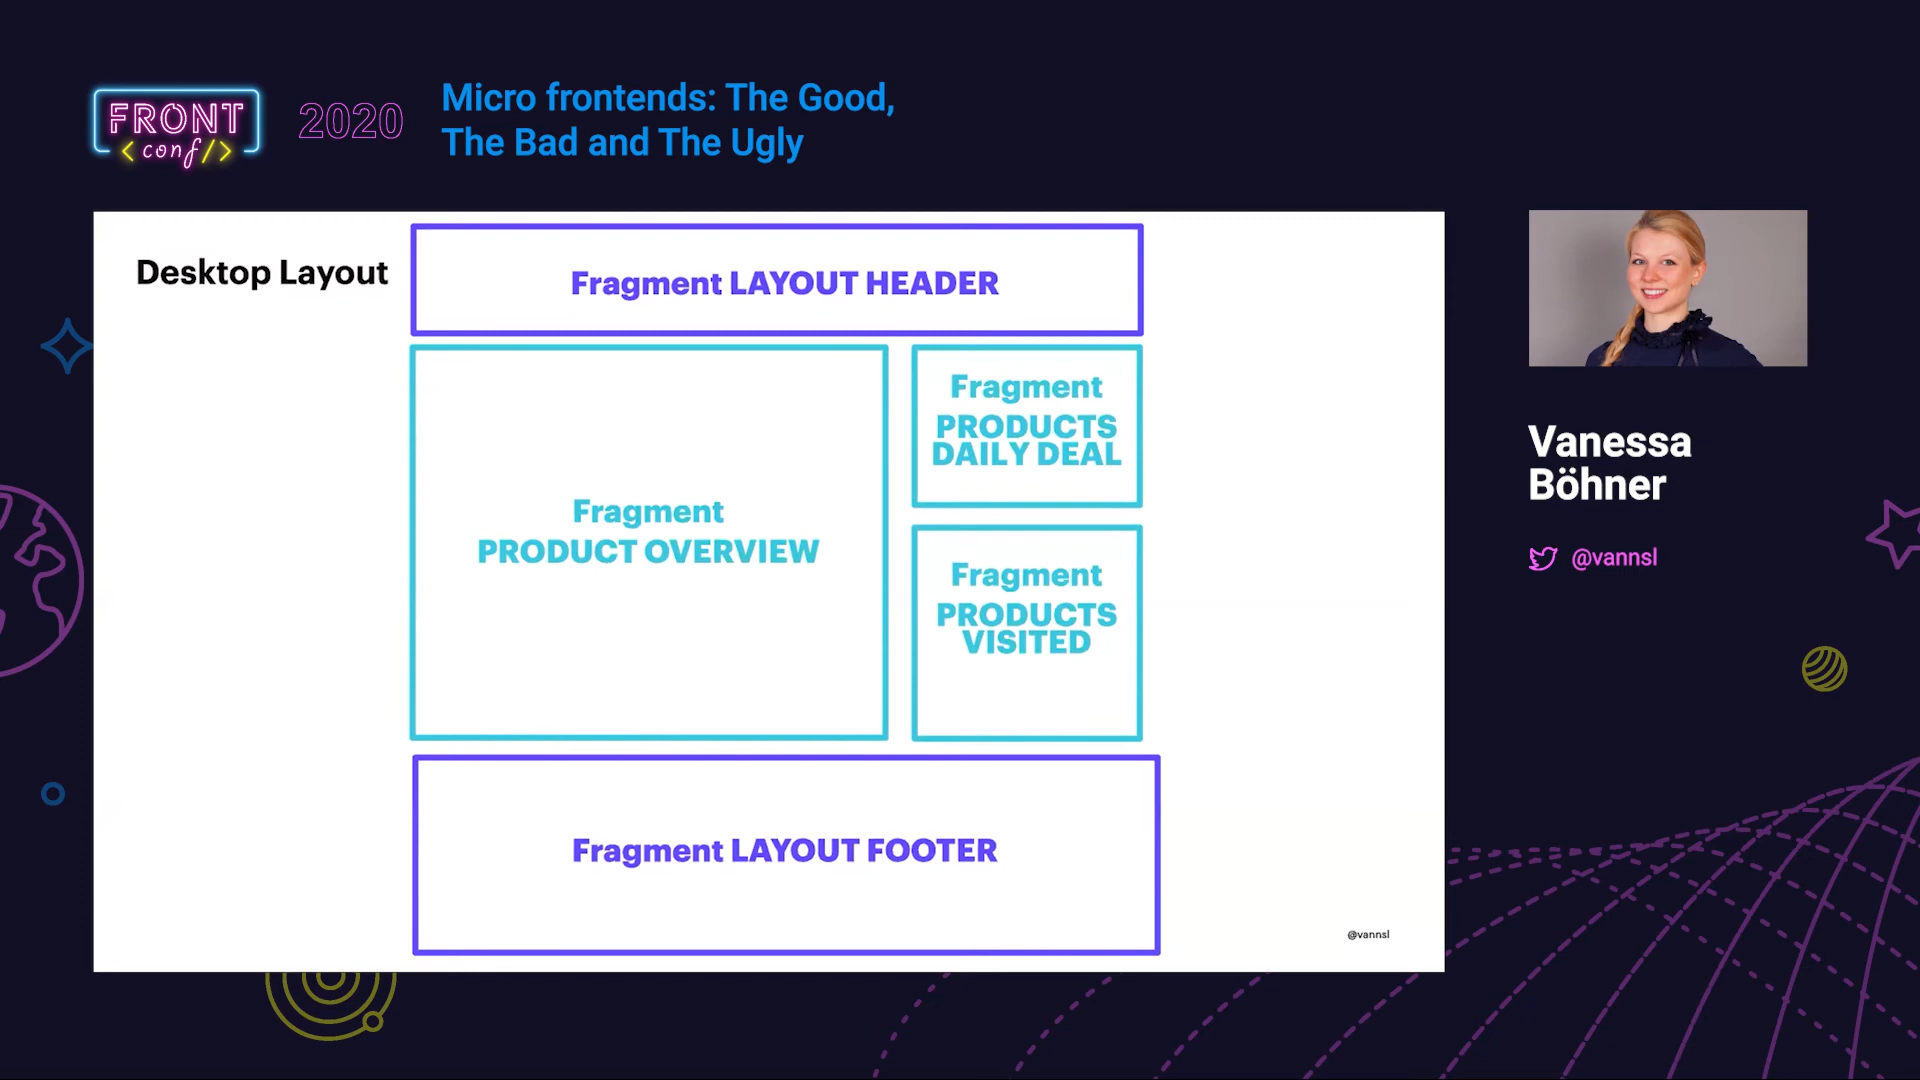 FRONT
<conf/>
2020
Micro frontends: The Good,
The Bad and The Ugly
Desktop Layout
Fragment LAYOUT HEADER
Fragment
PRODUCT OVERVIEW
Fragment
PRODUCTS
DAILY DEAL
Fragment
PRODUCTS
VISITED
Fragment LAYOUT FOOTER
@vannsl
Vanessa
Böhner
@vannsl